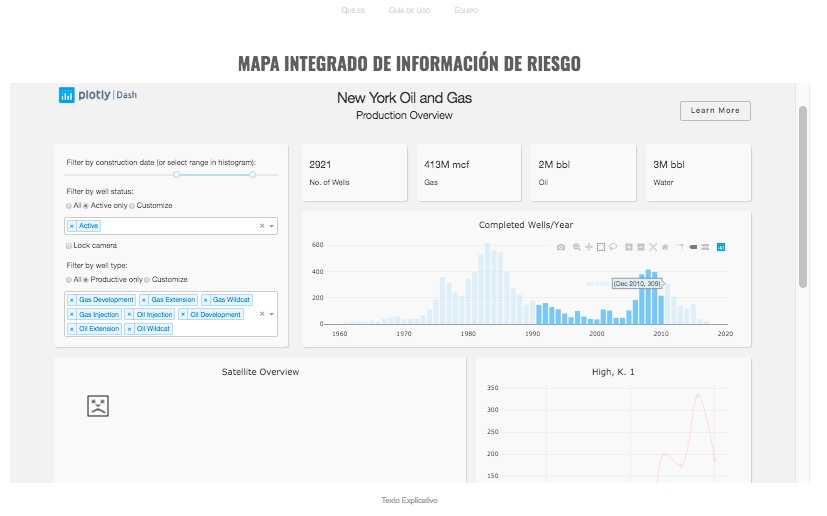 Qué es Guía de Uso Equipo
MAPA INTEGRADO DE INFORMACIÓN DE RIESGO
plotly | Dash
New York Oil and Gas
Production Overview
Learn More
Filter by construction date (or select range in histogram):
Filter by well status:
All Active only Customize
× Active
Lock camera
Filter by well type:
All Productive only Customize
× Gas Development × Gas Extension × Gas Wildcat
× Gas Injection × Oil Injection × Oil Development
× Oil Extension × Oil Wildcat
2921
No. of Wells
413M mcf
Gas
2M bbl
Oil
3M bbl
Water
Completed Wells/Year
600
400
(Dec 2010, 309)
200
0
1960 1970 1980 1990 2000 2010 2020
Satellite Overview
High, K. 1
350
300
250
200
150
Texto Explicativo